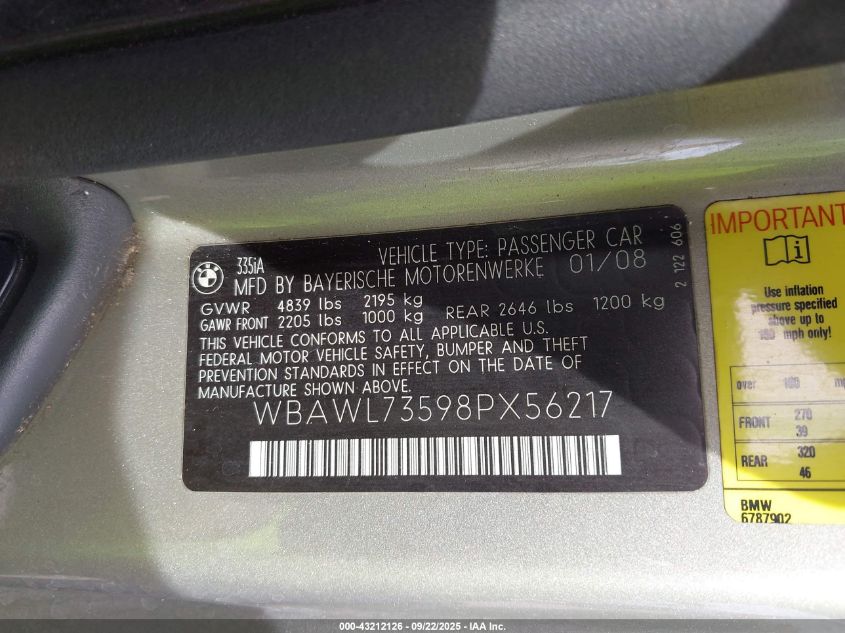 335iA
VEHICLE TYPE: PASSENGER CAR
MFD BY BAYERISCHE MOTORENWERKE 01/08
GVWR 4839 lbs 2195 kg
GAWR FRONT 2205 lbs 1000 kg REAR 2646 lbs 1200 kg
THIS VEHICLE CONFORMS TO ALL APPLICABLE U.S.
FEDERAL MOTOR VEHICLE SAFETY, BUMPER AND THEFT
PREVENTION STANDARDS IN EFFECT ON THE DATE OF
MANUFACTURE SHOWN ABOVE.
WBAWL73598PX56217
2 122 606
IMPORTANT
i
Use inflation
pressure specified
above up to
100 mph only!
over 100
FRONT 270
39
REAR 320
46
BMW
6787902
000-43212126 - 09/22/2025 - IAA Inc.